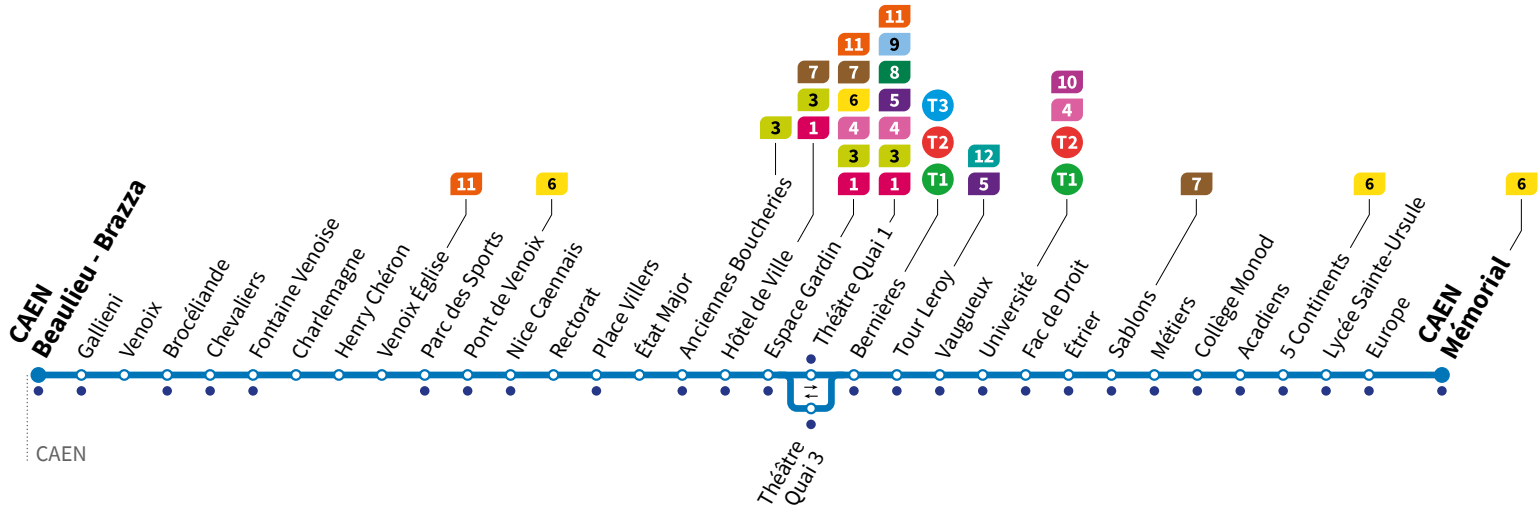 CAEN
Beaulieu - Brazza
Gallieni
Venoix
Brocéliande
Chevaliers
Fontaine Venoise
Charlemagne
Henry Chéron
Venoix Église
11
Parc des Sports
Pont de Venoix
6
Nice Caennais
Rectorat
Place Villers
État Major
Anciennes Boucheries
3
Hôtel de Ville
7
3
1
Espace Gardin
11
7
6
4
3
1
Théâtre Quai 1
11
9
8
5
4
3
1
Théâtre
Quai 3
Bernières
T3
T2
T1
Tour Leroy
12
5
Vaugueux
Université
10
4
T2
T1
Fac de Droit
Étrier
Sablons
7
Métiers
Collège Monod
Acadiens
5 Continents
6
Lycée Sainte-Ursule
Europe
CAEN
Mémorial
6
CAEN